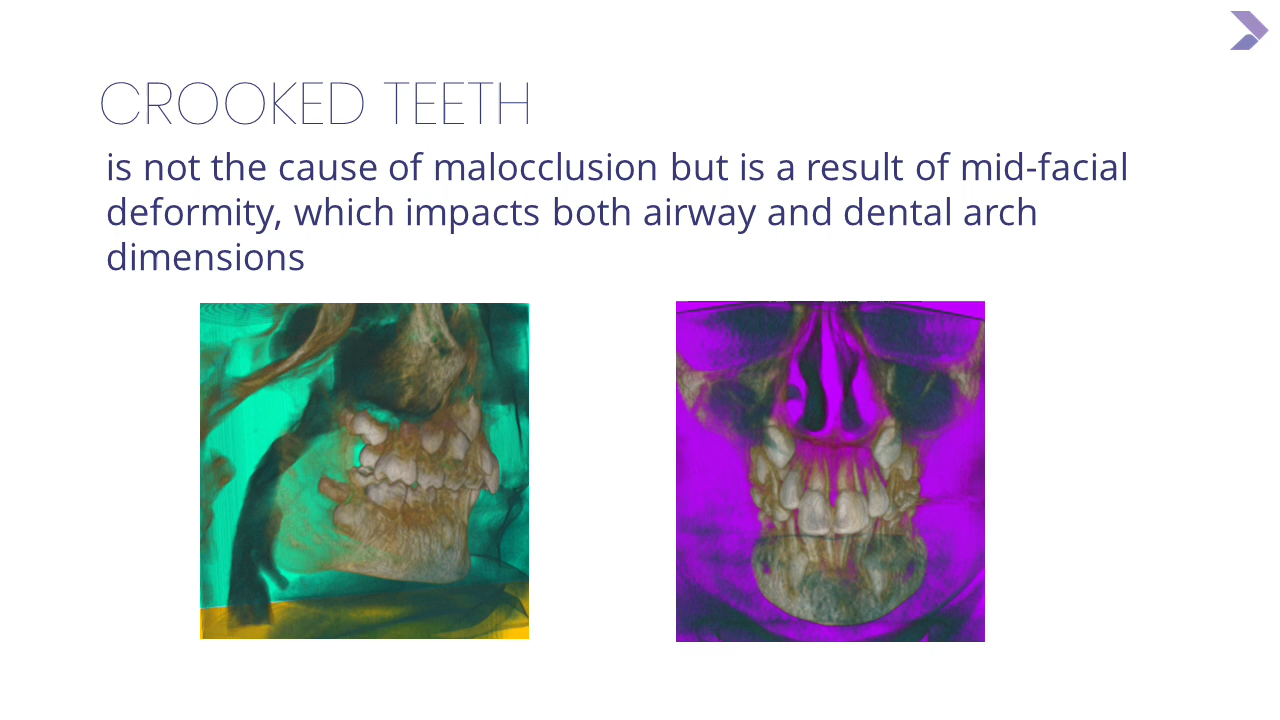 CROOKED TEETH
is not the cause of malocclusion but is a result of mid-facial
deformity, which impacts both airway and dental arch
dimensions